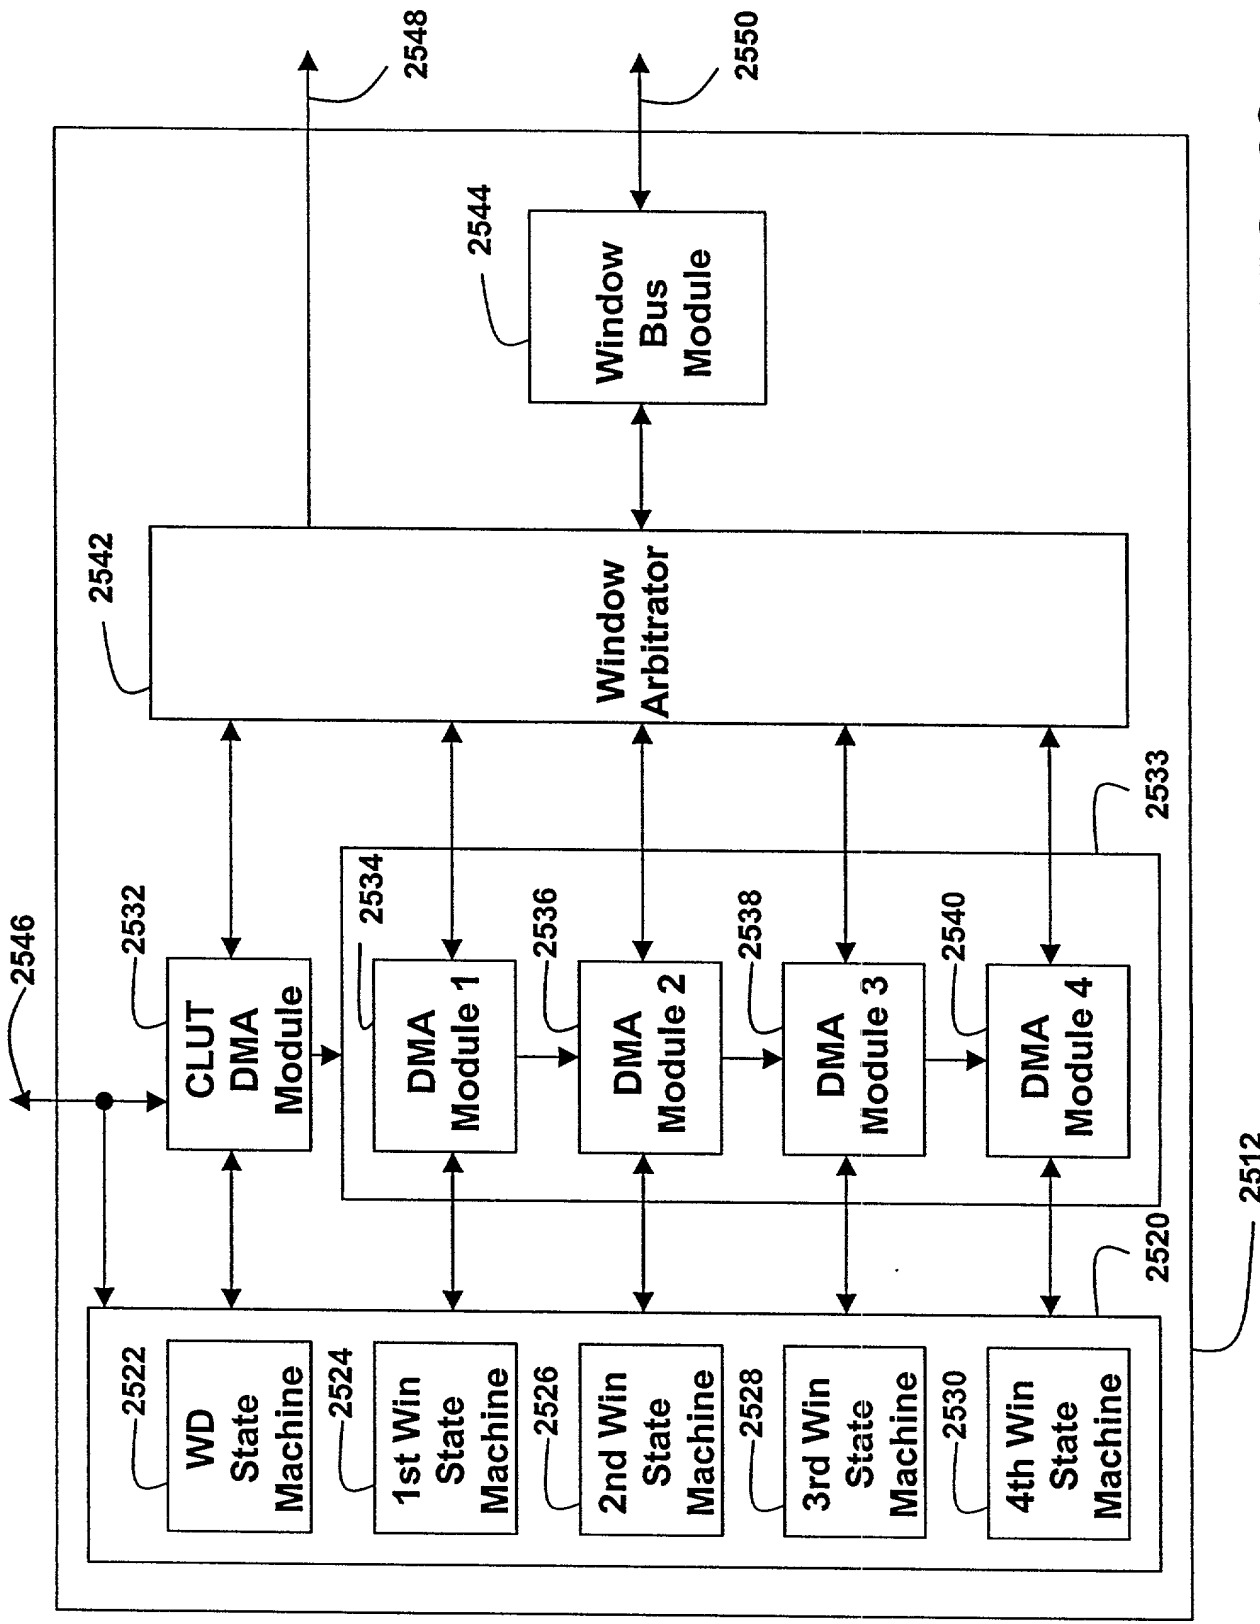 2546
2548
2550
2522
WD
State
Machine
2524
1st Win
State
Machine
2526
2nd Win
State
Machine
2528
3rd Win
State
Machine
2530
4th Win
State
Machine
2520
2532
CLUT
DMA
Module
2534
DMA
Module 1
2536
DMA
Module 2
2538
DMA
Module 3
2540
DMA
Module 4
2533
2542
Window
Arbitrator
2544
Window
Bus
Module
2512